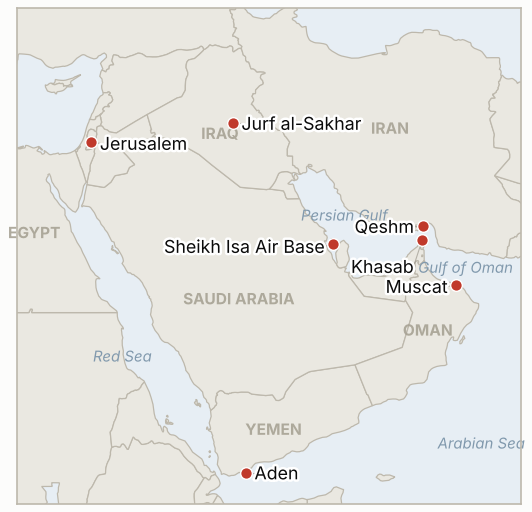 Jurf al-Sakhar
IRAQ
IRAN
Jerusalem
Persian Gulf
Qeshm
EGYPT
Sheikh Isa Air Base
Khasab
Gulf of Oman
Muscat
SAUDI ARABIA
OMAN
Red Sea
YEMEN
Arabian Sea
Aden